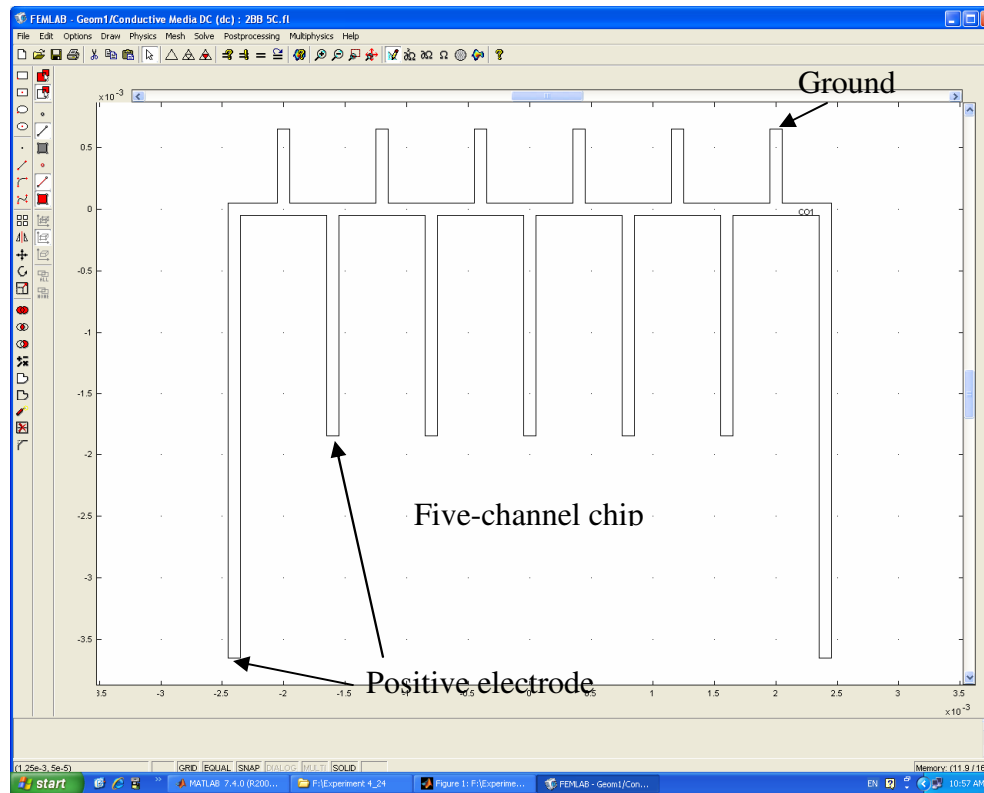 FEMLAB - Geom1/Conductive Media DC (dc) : 2BB 5C.fl
File Edit Options Draw Physics Mesh Solve Postprocessing Multiphysics Help
Ground
×10⁻³
0.5
0
CO1
-0.5
-1
-1.5
-2
Five-channel chip
-2.5
-3
-3.5
Positive electrode
3.5 -3 -2.5 -2 -1.5 -1 -0.5 0 0.5 1 1.5 2 2.5 3 3.5
×10⁻³
(1.25e-3, 5e-5) GRID EQUAL SNAP DIALOG MULTI SOLID Memory: (11.9 / 16
start MATLAB 7.4.0 (R200... F:\Experiment 4_24 Figure 1: F:\Experime... FEMLAB - Geom1/Con... EN 10:57 AM